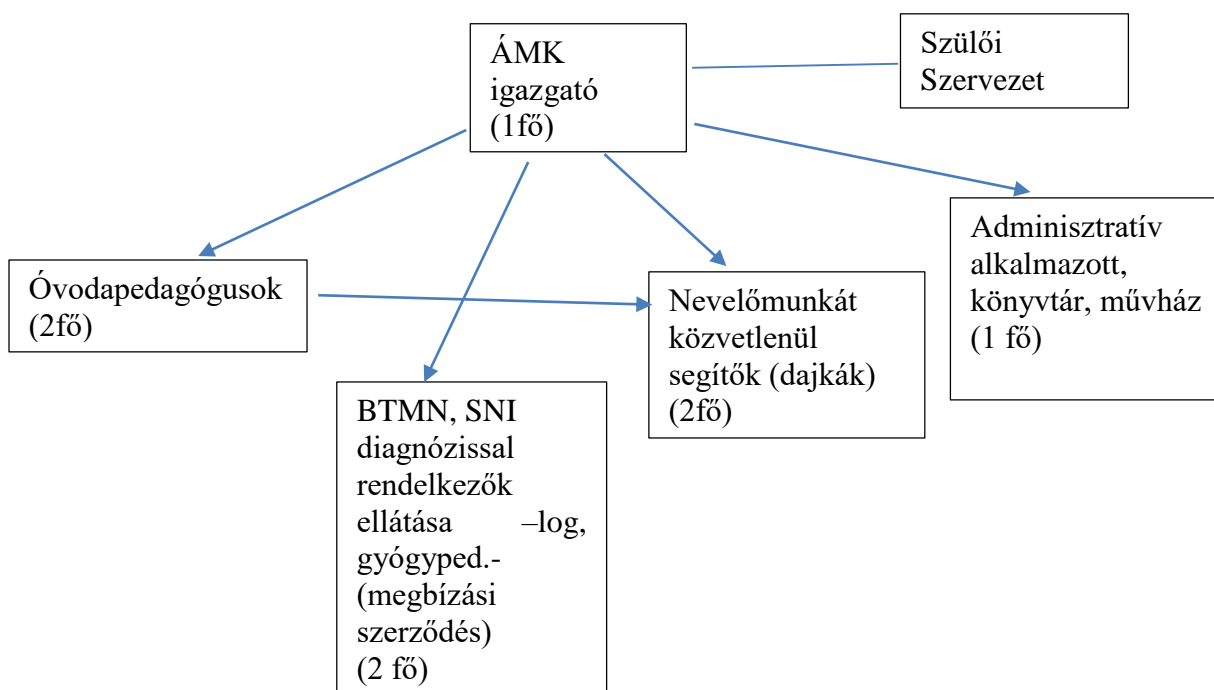 ÁMK
igazgató
(1fő)
Szülői
Szervezet
Óvodapedagógusok
(2fő)
BTMN, SNI
diagnózissal
rendelkezők
ellátása –log,
gyógyped.-
(megbízási
szerződés)
(2 fő)
Nevelőmunkát
közvetlenül
segítők (dajkák)
(2fő)
Adminisztratív
alkalmazott,
könyvtár, művház
(1 fő)